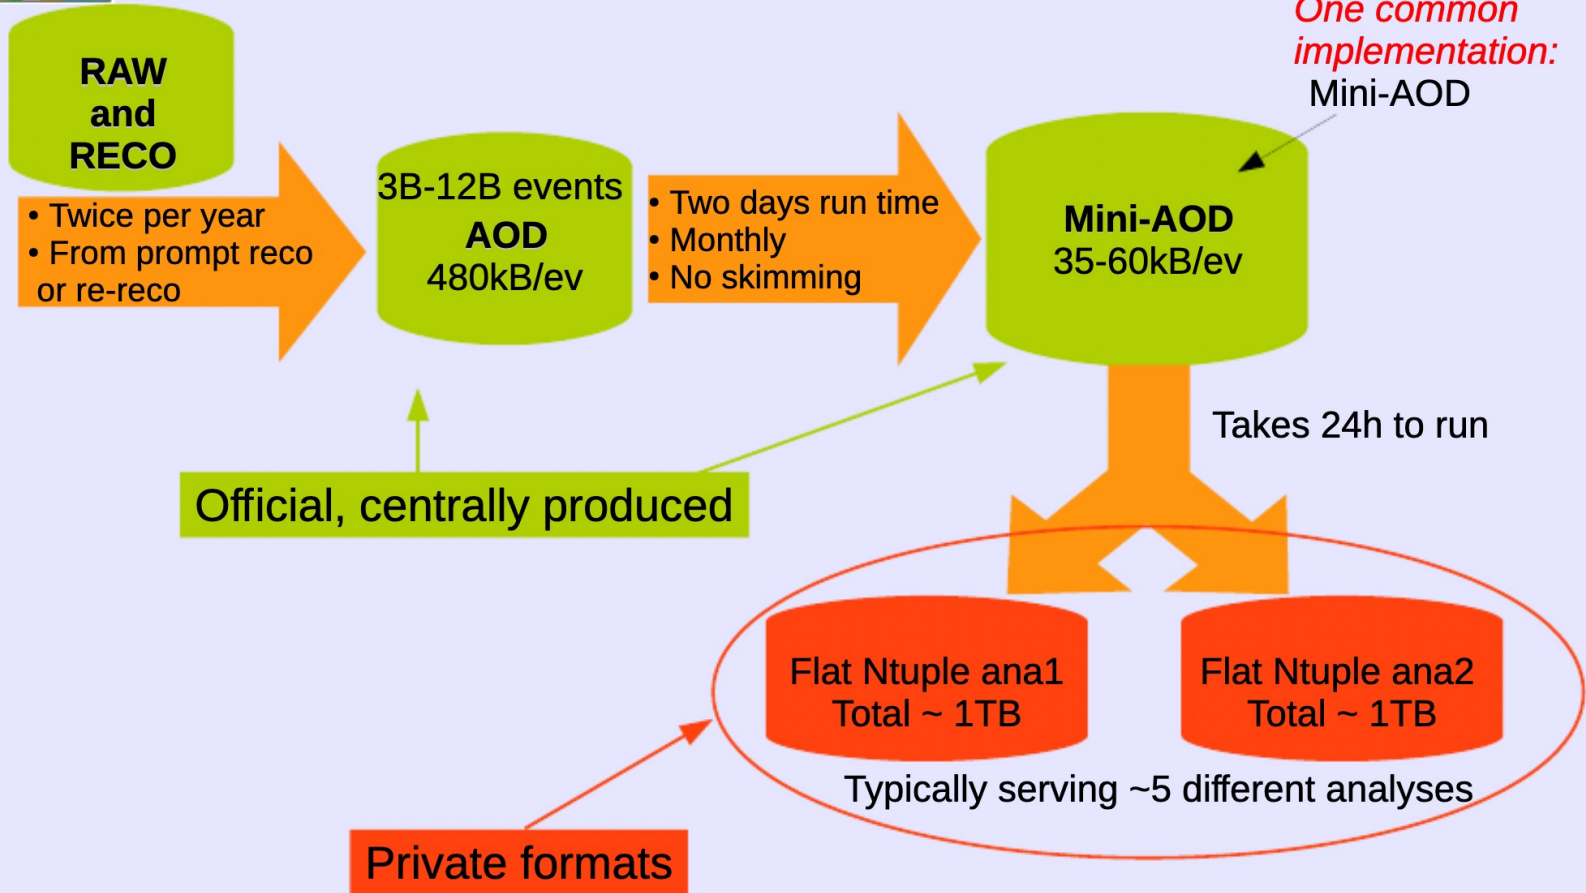 One common
implementation:
Mini-AOD
RAW
and
RECO
• Twice per year
• From prompt reco
or re-reco
3B-12B events
AOD
480kB/ev
• Two days run time
• Monthly
• No skimming
Mini-AOD
35-60kB/ev
Takes 24h to run
Official, centrally produced
Flat Ntuple ana1
Total ~ 1TB
Flat Ntuple ana2
Total ~ 1TB
Typically serving ~5 different analyses
Private formats